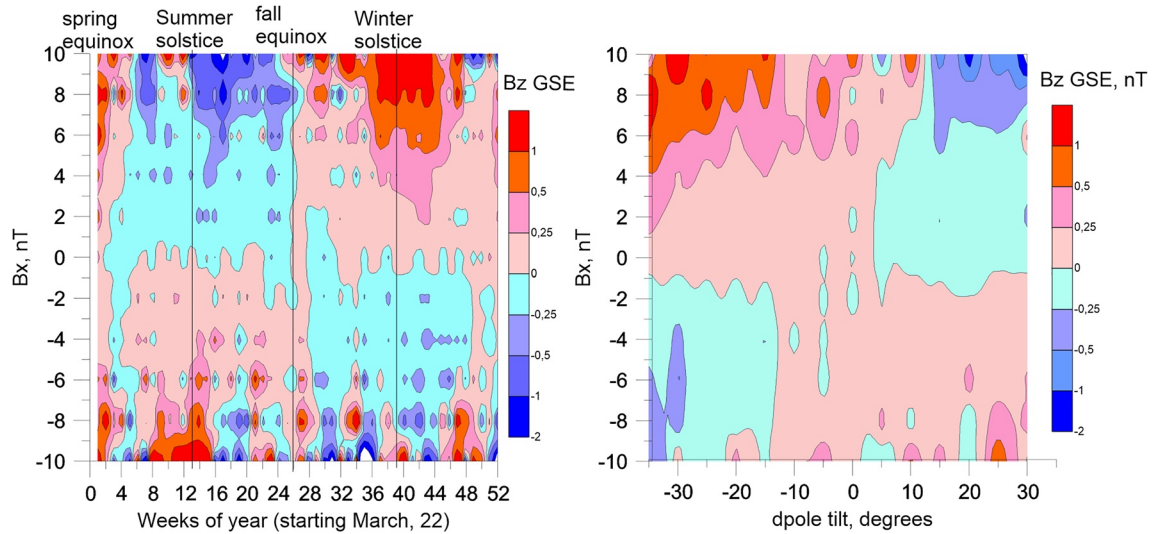 spring
equinox
Summer
solstice
fall
equinox
Winter
solstice
Bz GSE
1
0,5
0,25
0
-0,25
-0,5
-1
-2
10
8
6
4
2
0
-2
-4
-6
-8
-10
Bx, nT
0 4 8 12 16 20 24 28 32 36 40 44 48 52
Weeks of year (starting March, 22)
Bz GSE, nT
1
0,5
0,25
0
-0,25
-0,5
-1
-2
10
8
6
4
2
0
-2
-4
-6
-8
-10
Bx, nT
-30 -20 -10 0 10 20 30
dpole tilt, degrees